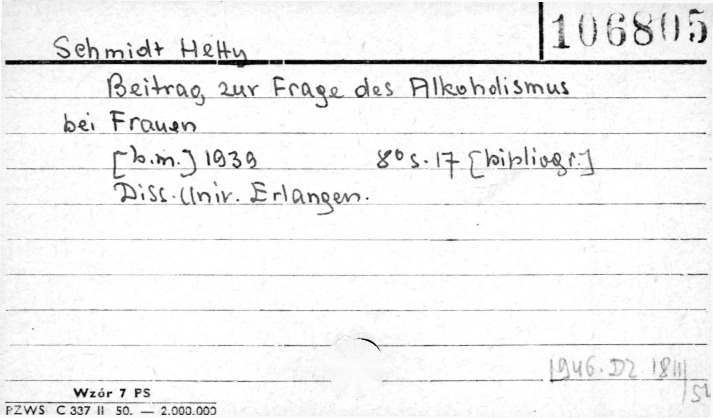 106805
Schmidt Hetty
Beitrag zur Frage des Alkoholismus
bei Frauen
[b.m.] 1939 8° s. 17 [bibliogr.]
Diss. Univ. Erlangen.
1946. DZ 1811/52
Wzór 7 PS
PZWS C 337 II 50. — 2.000.000